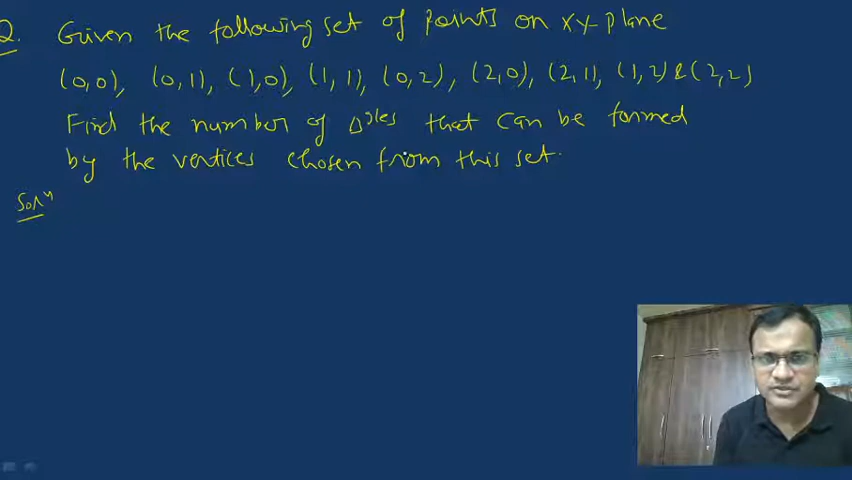 Q. Given the following set of points on XY-Plane
(0,0), (0,1), (1,0), (1,1), (0,2), (2,0), (2,1), (1,2) & (2,2)
Find the number of Δles that can be formed
by the vertices chosen from this set.
Soln